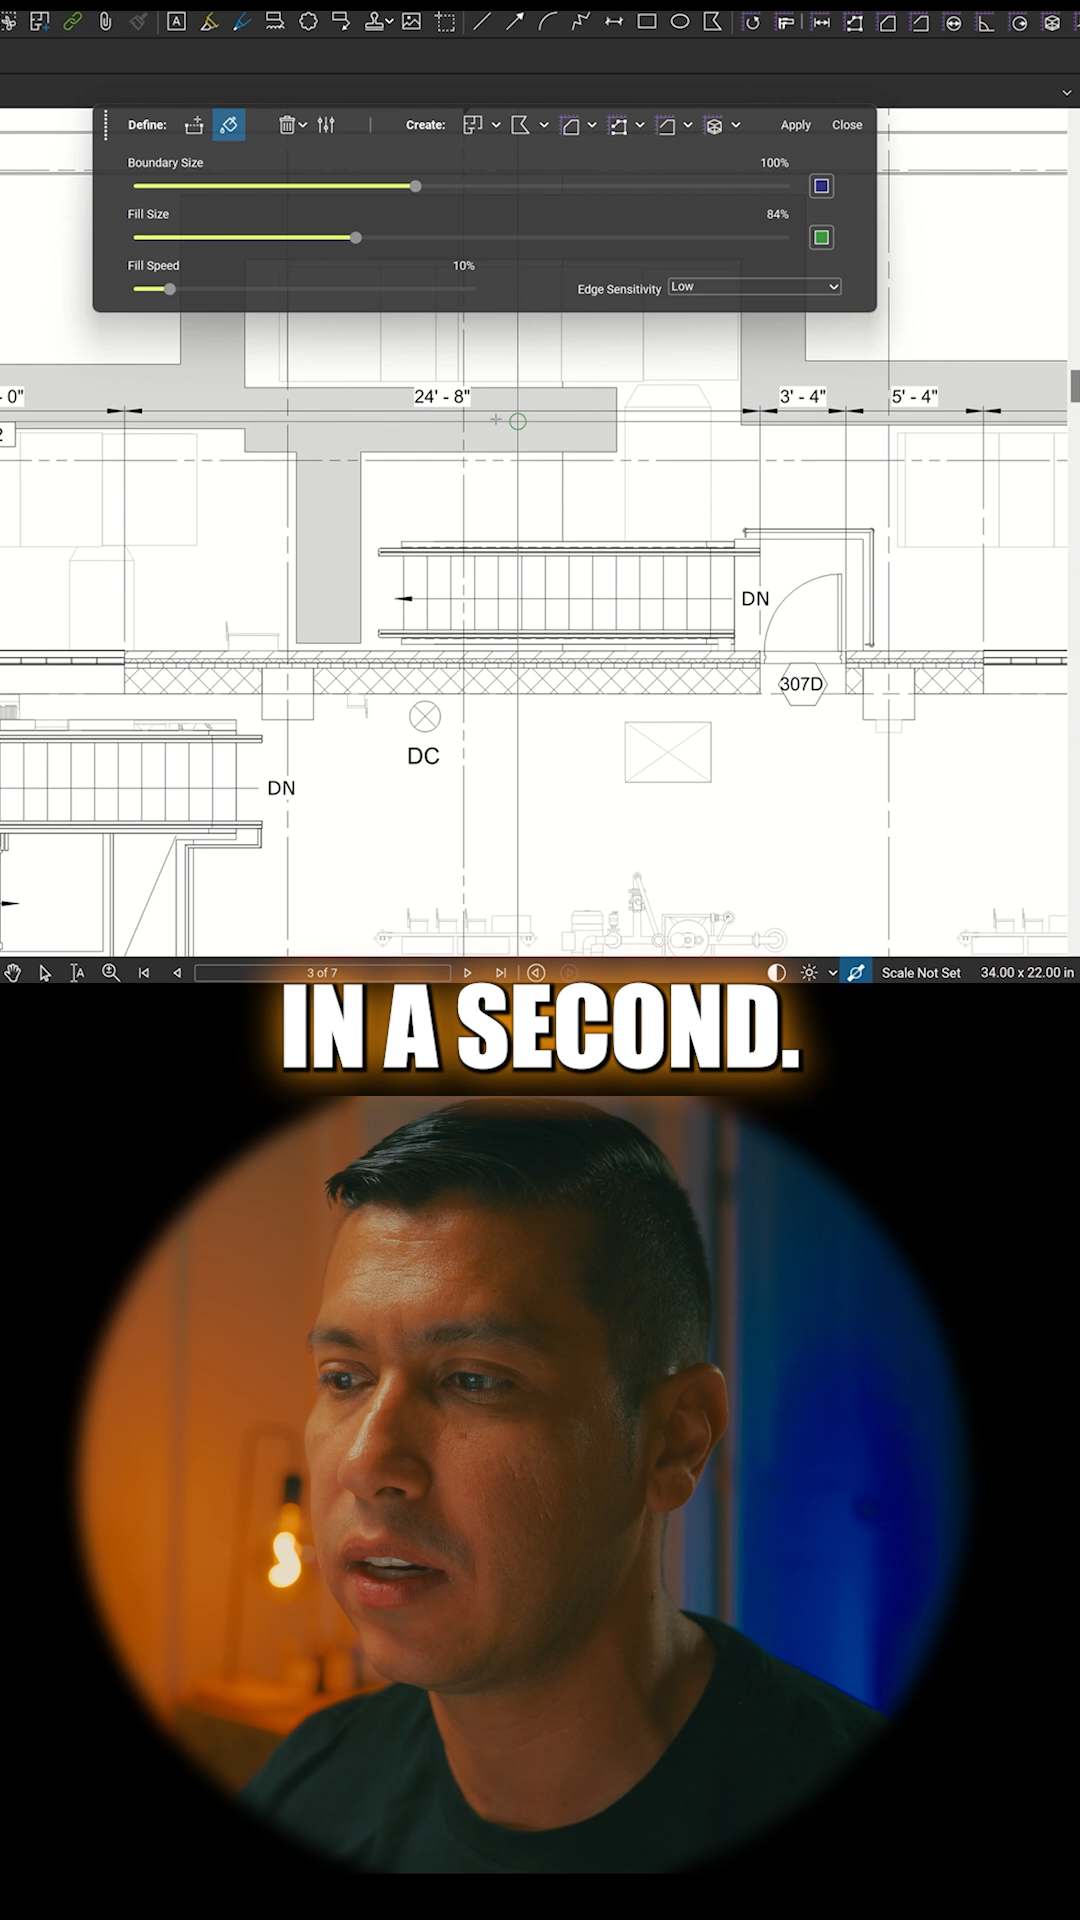 A
A
Define:
Create:
Apply
Close
Boundary Size
100%
Fill Size
84%
Fill Speed
10%
Edge Sensitivity
Low
- 0"
24' - 8"
3' - 4"
5' - 4"
2
DN
307D
DC
DN
3 of 7
Scale Not Set
34.00 x 22.00 in
IN A SECOND.